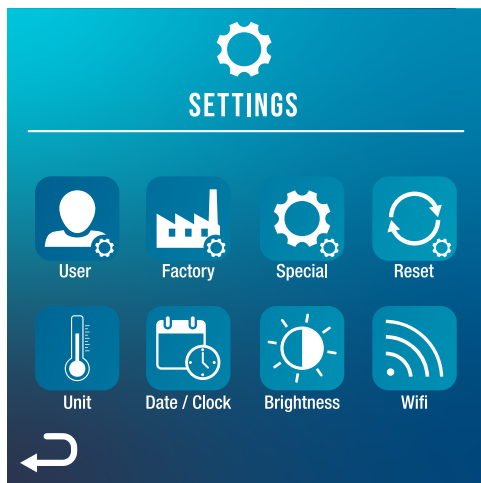 SETTINGS
User Factory Special Reset
Unit Date / Clock Brightness Wifi